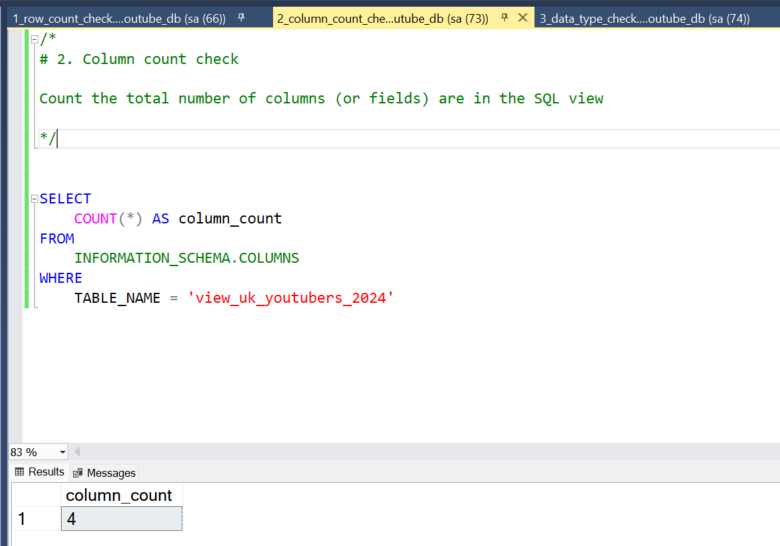 1_row_count_check....outube_db (sa (66))
2_column_count_che...utube_db (sa (73))
3_data_type_check....outube_db (sa (74))
/*
# 2. Column count check
Count the total number of columns (or fields) are in the SQL view
*/
SELECT
COUNT(*) AS column_count
FROM
INFORMATION_SCHEMA.COLUMNS
WHERE
TABLE_NAME = 'view_uk_youtubers_2024'
83 %
Results
Messages
column_count
1 4